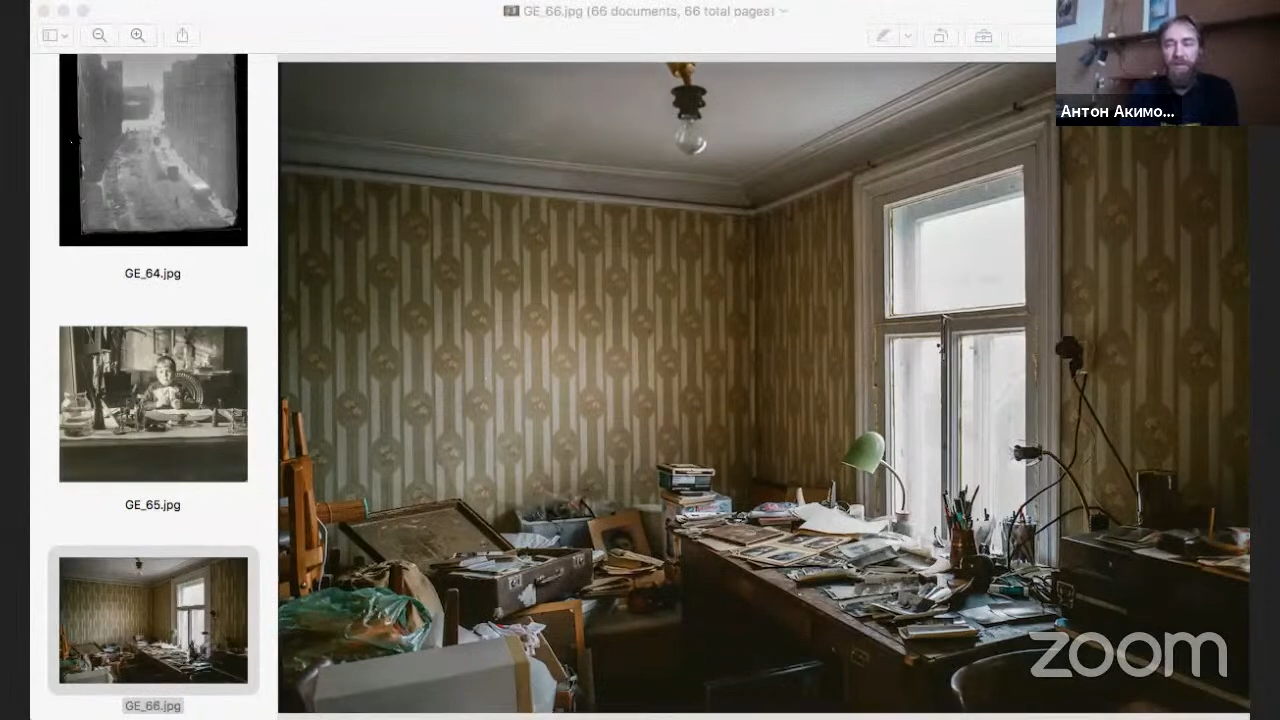 GE_66.jpg (66 documents, 66 total pages)
Антон Акимо...
GE_64.jpg
GE_65.jpg
GE_66.jpg
zoom